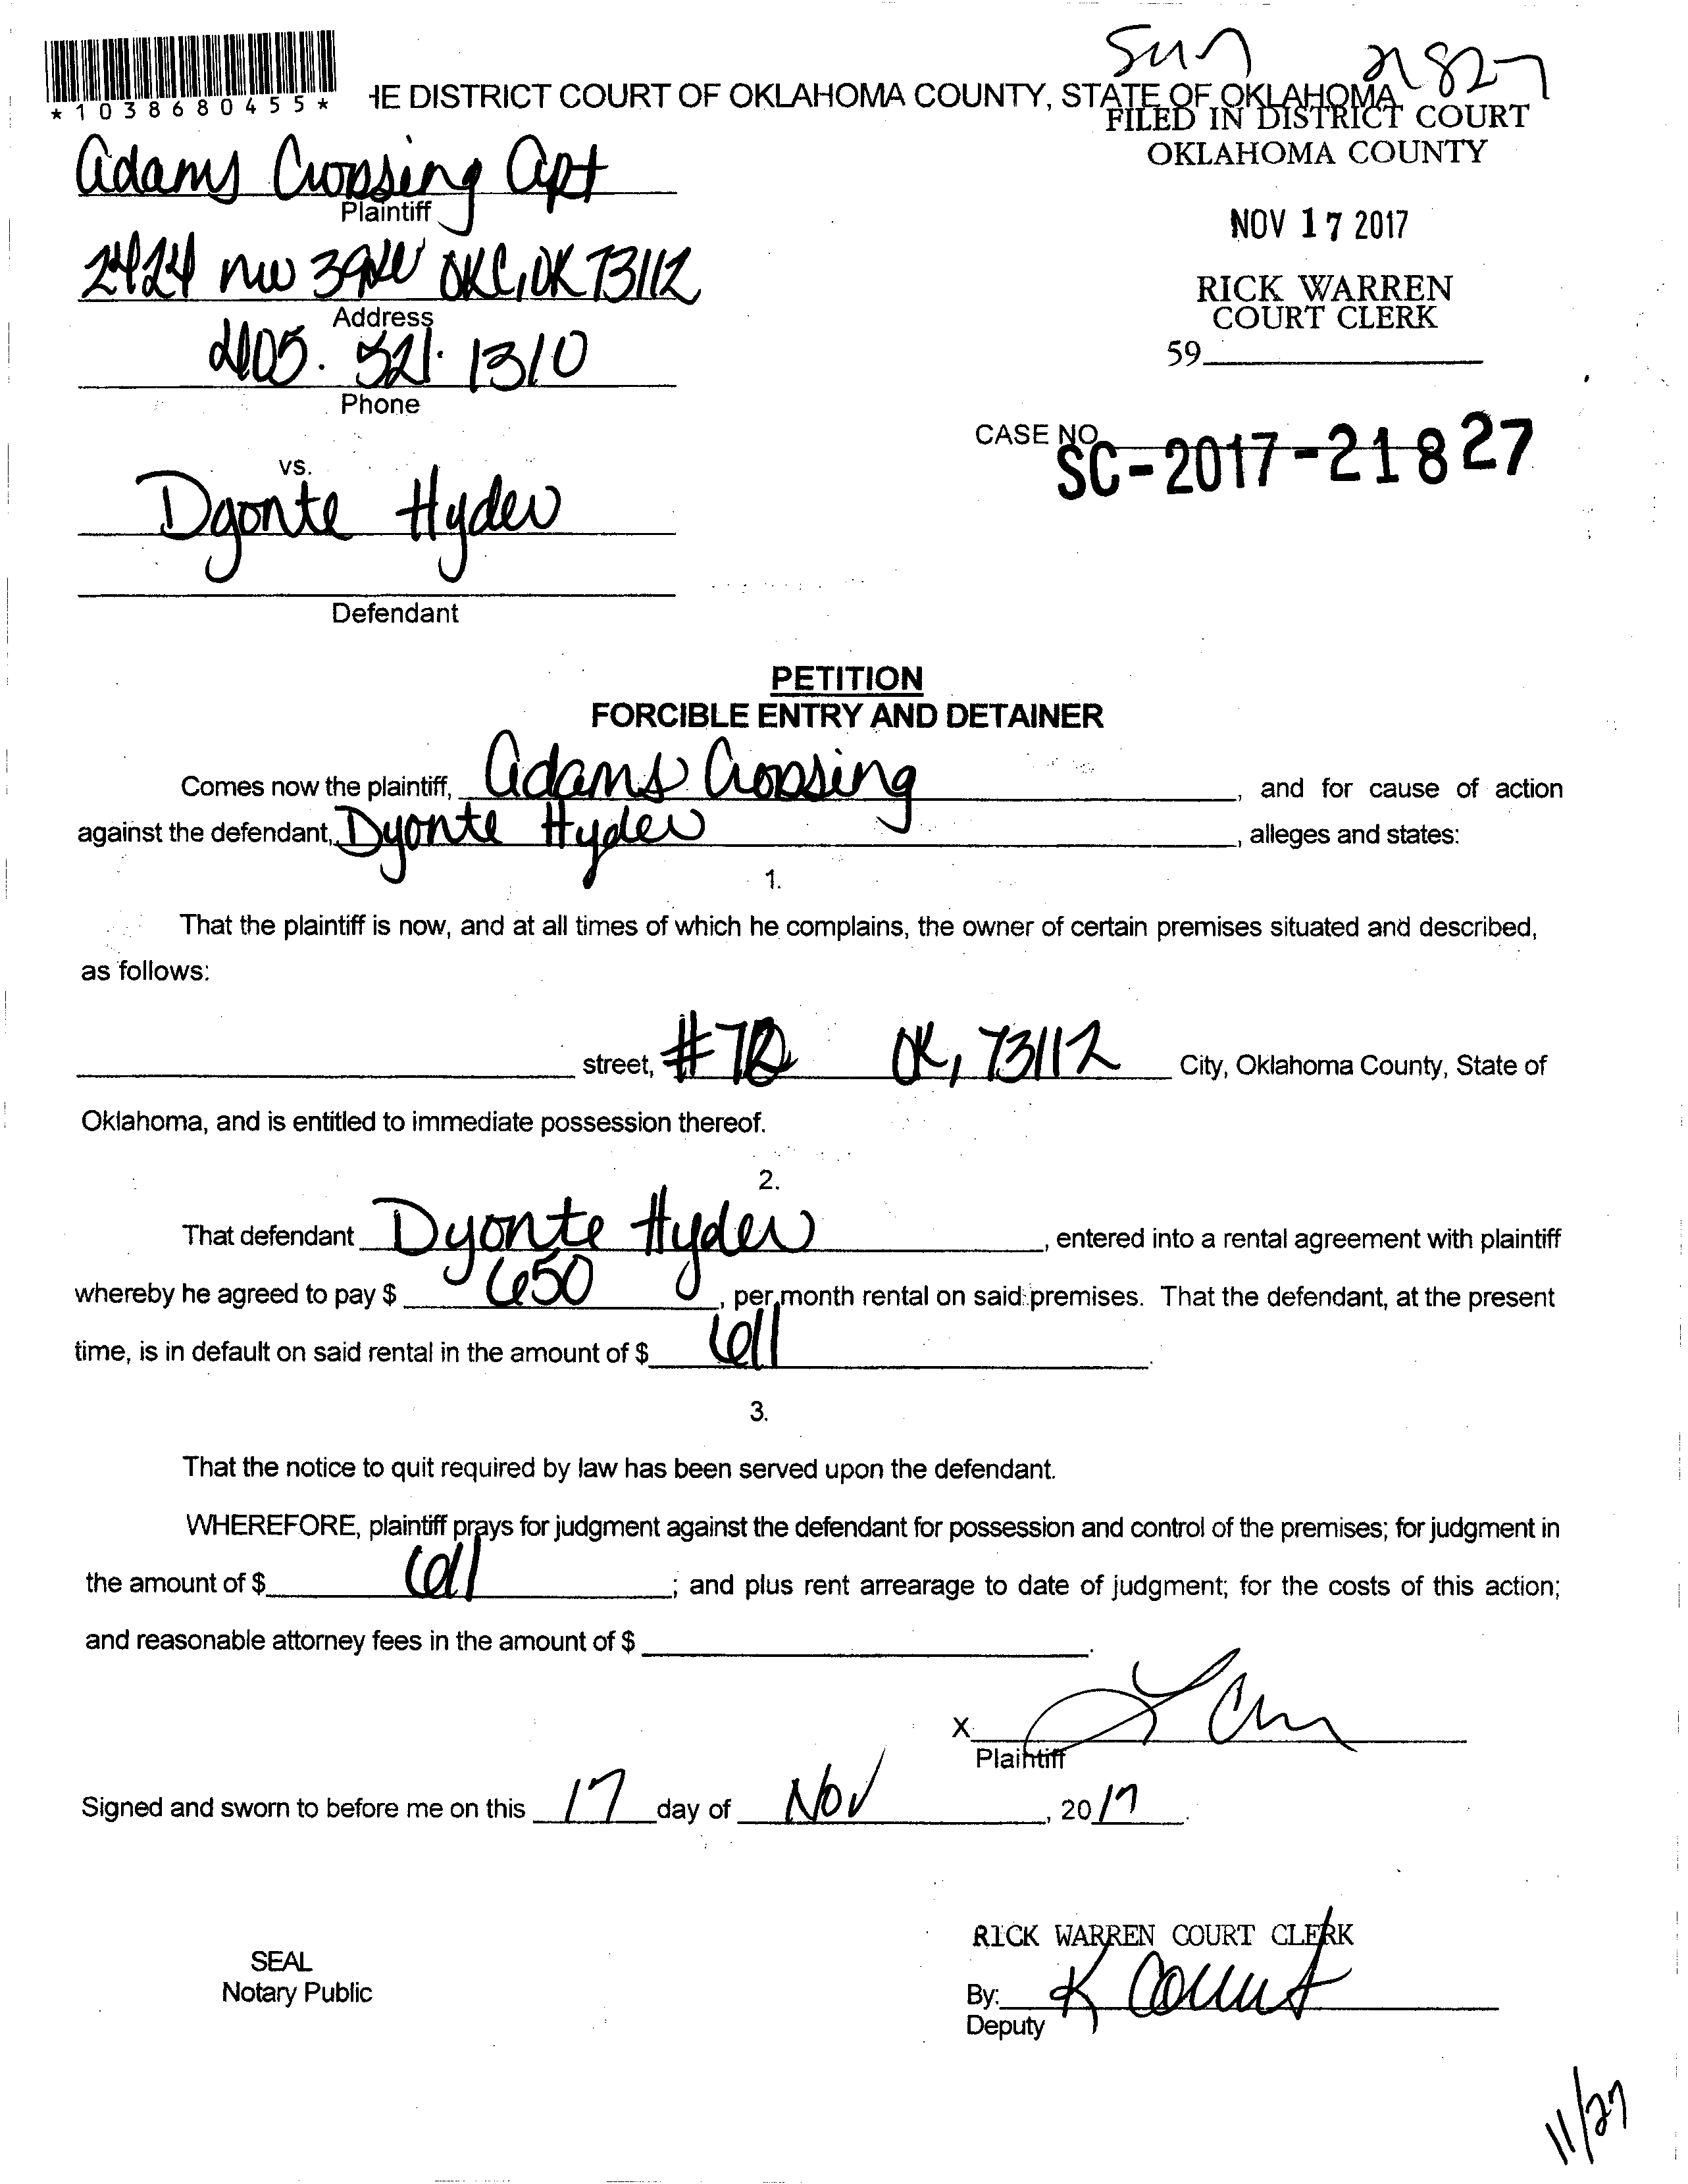 Sm 21827
*1038680455*
HE DISTRICT COURT OF OKLAHOMA COUNTY, STATE OF OKLAHOMA
FILED IN DISTRICT COURT
OKLAHOMA COUNTY
Adams Crossing Apt
Plaintiff
NOV 17 2017
2424 NW 39th OKC, OK 73112
Address
RICK WARREN
COURT CLERK
405. 521. 1310
Phone
59
CASE NO.
SC-2017-21827
vs.
Dyonte Hyder
Defendant
PETITION
FORCIBLE ENTRY AND DETAINER
Comes now the plaintiff, Adams Crossing, and for cause of action
against the defendant, Dyonte Hyder, alleges and states:
1.
That the plaintiff is now, and at all times of which he complains, the owner of certain premises situated and described,
as follows:
street, # OK, 73112 City, Oklahoma County, State of
Oklahoma, and is entitled to immediate possession thereof.
2.
That defendant Dyonte Hyder, entered into a rental agreement with plaintiff
whereby he agreed to pay $ 650, per month rental on said premises. That the defendant, at the present
time, is in default on said rental in the amount of $ 611.
3.
That the notice to quit required by law has been served upon the defendant.
WHEREFORE, plaintiff prays for judgment against the defendant for possession and control of the premises; for judgment in
the amount of $ 611; and plus rent arrearage to date of judgment; for the costs of this action;
and reasonable attorney fees in the amount of $.
X
Plaintiff
Signed and sworn to before me on this 17 day of Nov, 2017.
RICK WARREN COURT CLERK
SEAL
Notary Public
By: K
Deputy
11/27